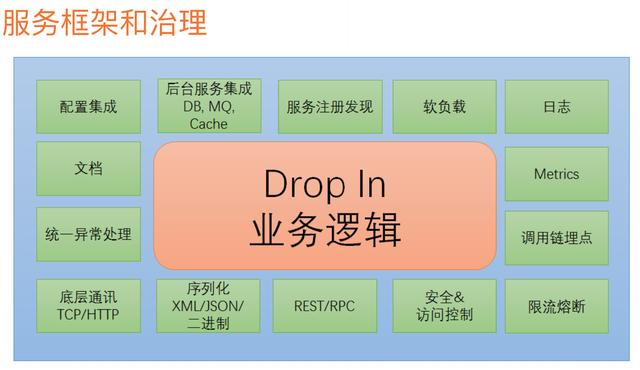 服务框架和治理
配置集成
后台服务集成
DB, MQ,
Cache
服务注册发现
软负载
日志
文档
Metrics
Drop In
业务逻辑
统一异常处理
调用链埋点
底层通讯
TCP/HTTP
序列化
XML/JSON/
二进制
REST/RPC
安全&
访问控制
限流熔断